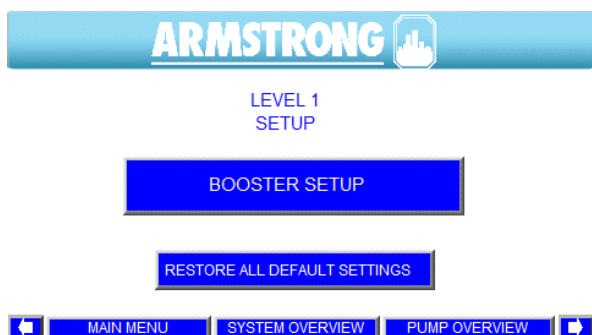 ARMSTRONG
LEVEL 1
SETUP
BOOSTER SETUP
RESTORE ALL DEFAULT SETTINGS
MAIN MENU
SYSTEM OVERVIEW
PUMP OVERVIEW